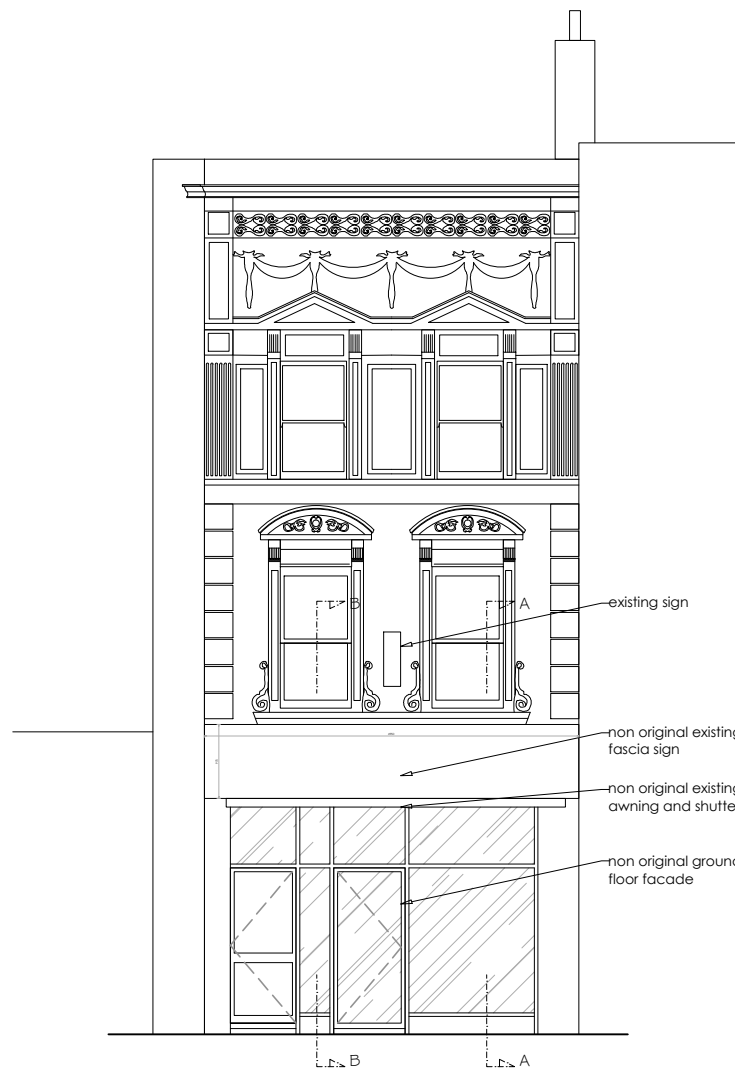 B
A
existing sign
non original existing
fascia sign
non original existing
awning and shutte
non original ground
floor facade
B
A